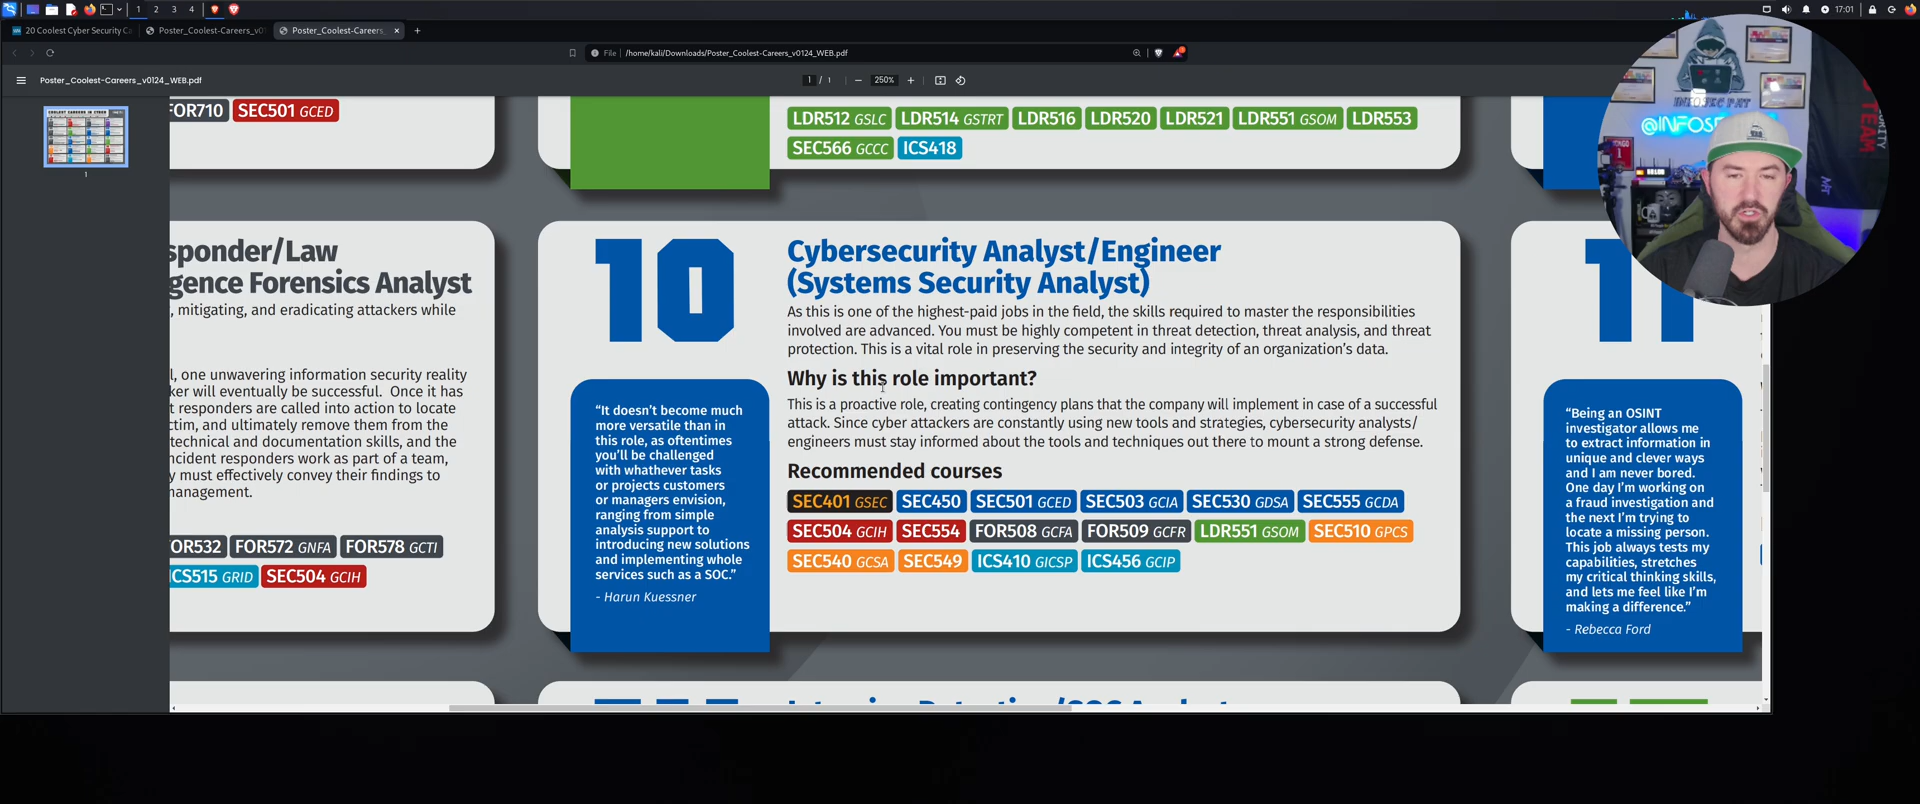 1 2 3 4
17:01
20 Coolest Cyber Security Ca
Poster_Coolest-Careers_v0
Poster_Coolest-Careers_
File /home/kali/Downloads/Poster_Coolest-Careers_v0124_WEB.pdf
Poster_Coolest-Careers_v0124_WEB.pdf
1 / 1
250%
1
FOR710 SEC501 GCED
LDR512 GSLC LDR514 GSTRT LDR516 LDR520 LDR521 LDR551 GSOM LDR553
SEC566 GCCC ICS418
sponder/Law
gence Forensics Analyst
, mitigating, and eradicating attackers while
l, one unwavering information security reality
ker will eventually be successful. Once it has
t responders are called into action to locate
ctim, and ultimately remove them from the
technical and documentation skills, and the
ncident responders work as part of a team,
y must effectively convey their findings to
nanagement.
OR532 FOR572 GNFA FOR578 GCTI
ICS515 GRID SEC504 GCIH
10
Cybersecurity Analyst/Engineer
(Systems Security Analyst)
As this is one of the highest-paid jobs in the field, the skills required to master the responsibilities
involved are advanced. You must be highly competent in threat detection, threat analysis, and threat
protection. This is a vital role in preserving the security and integrity of an organization's data.
Why is this role important?
This is a proactive role, creating contingency plans that the company will implement in case of a successful
attack. Since cyber attackers are constantly using new tools and strategies, cybersecurity analysts/
engineers must stay informed about the tools and techniques out there to mount a strong defense.
Recommended courses
SEC401 GSEC SEC450 SEC501 GCED SEC503 GCIA SEC530 GDSA SEC555 GCDA
SEC504 GCIH SEC554 FOR508 GCFA FOR509 GCFR LDR551 GSOM SEC510 GPCS
SEC540 GCSA SEC549 ICS410 GICSP ICS456 GCIP
“It doesn't become much
more versatile than in
this role, as oftentimes
you'll be challenged
with whatever tasks
or projects customers
or managers envision,
ranging from simple
analysis support to
introducing new solutions
and implementing whole
services such as a SOC.”
- Harun Kuessner
11
“Being an OSINT
investigator allows me
to extract information in
unique and clever ways
and I am never bored.
One day I'm working on
a fraud investigation and
the next I'm trying to
locate a missing person.
This job always tests my
capabilities, stretches
my critical thinking skills,
and lets me feel like I'm
making a difference.”
- Rebecca Ford
INFOSEC PAT
@INFOSE
TEAM